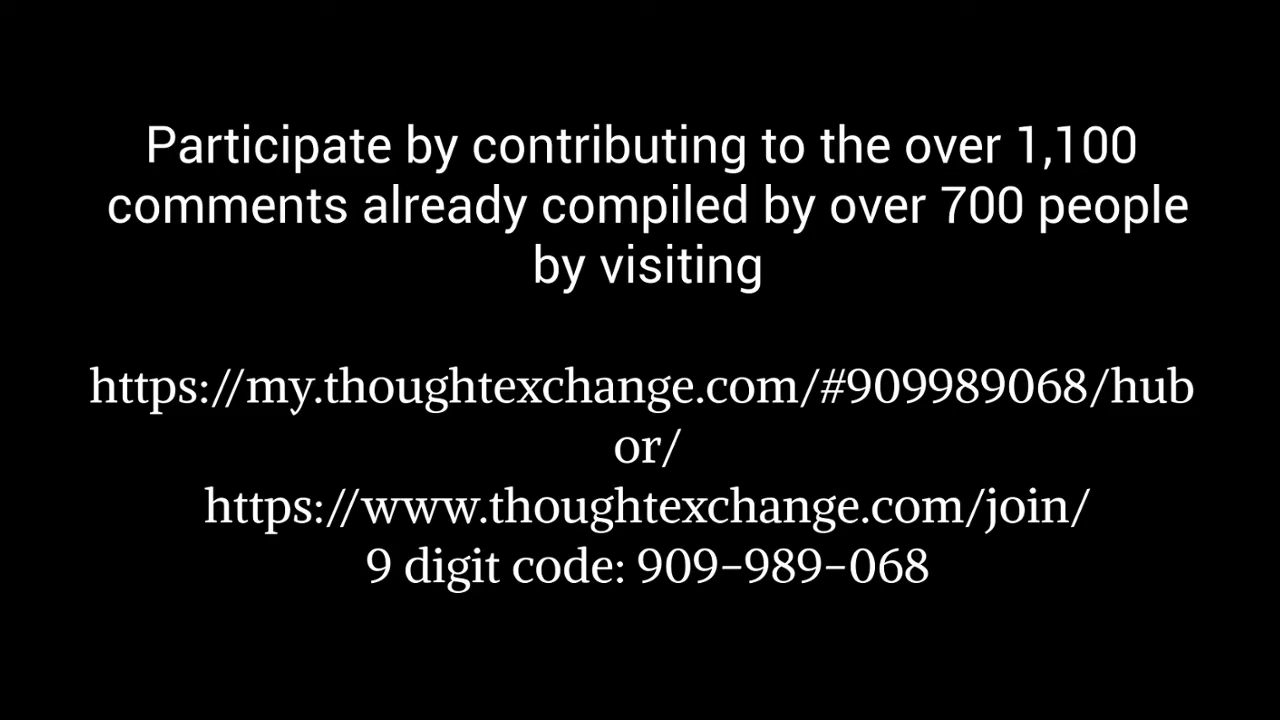 Participate by contributing to the over 1,100
comments already compiled by over 700 people
by visiting
https://my.thoughtexchange.com/#909989068/hub
or/
https://www.thoughtexchange.com/join/
9 digit code: 909-989-068